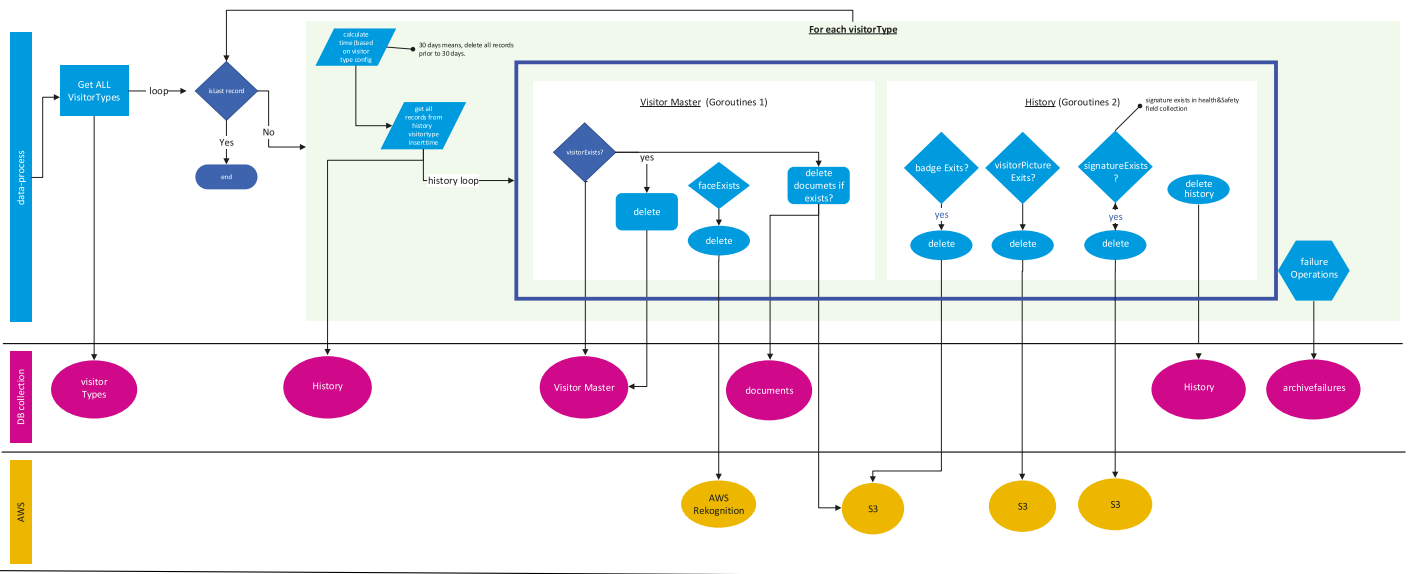 For each visitorType
calculate
time (based
on visitor
type config
30 days means, delete all records
prior to 30 days.
data-process
Get ALL
VisitorTypes
loop
isLast record
No
Yes
end
get all
records from
history
visitortype
inserttime
history loop
Visitor Master (Goroutines 1)
visitorExists?
yes
delete
faceExists
delete
delete
documets if
exists?
History (Goroutines 2)
signature exists in health&Safety
field collection
badge Exits?
yes
delete
visitorPicture
Exits?
delete
signatureExists
?
yes
delete
delete
history
failure
Operations
DB collection
visitor
Types
History
Visitor Master
documents
History
archivefailures
AWS
AWS
Rekognition
S3
S3
S3